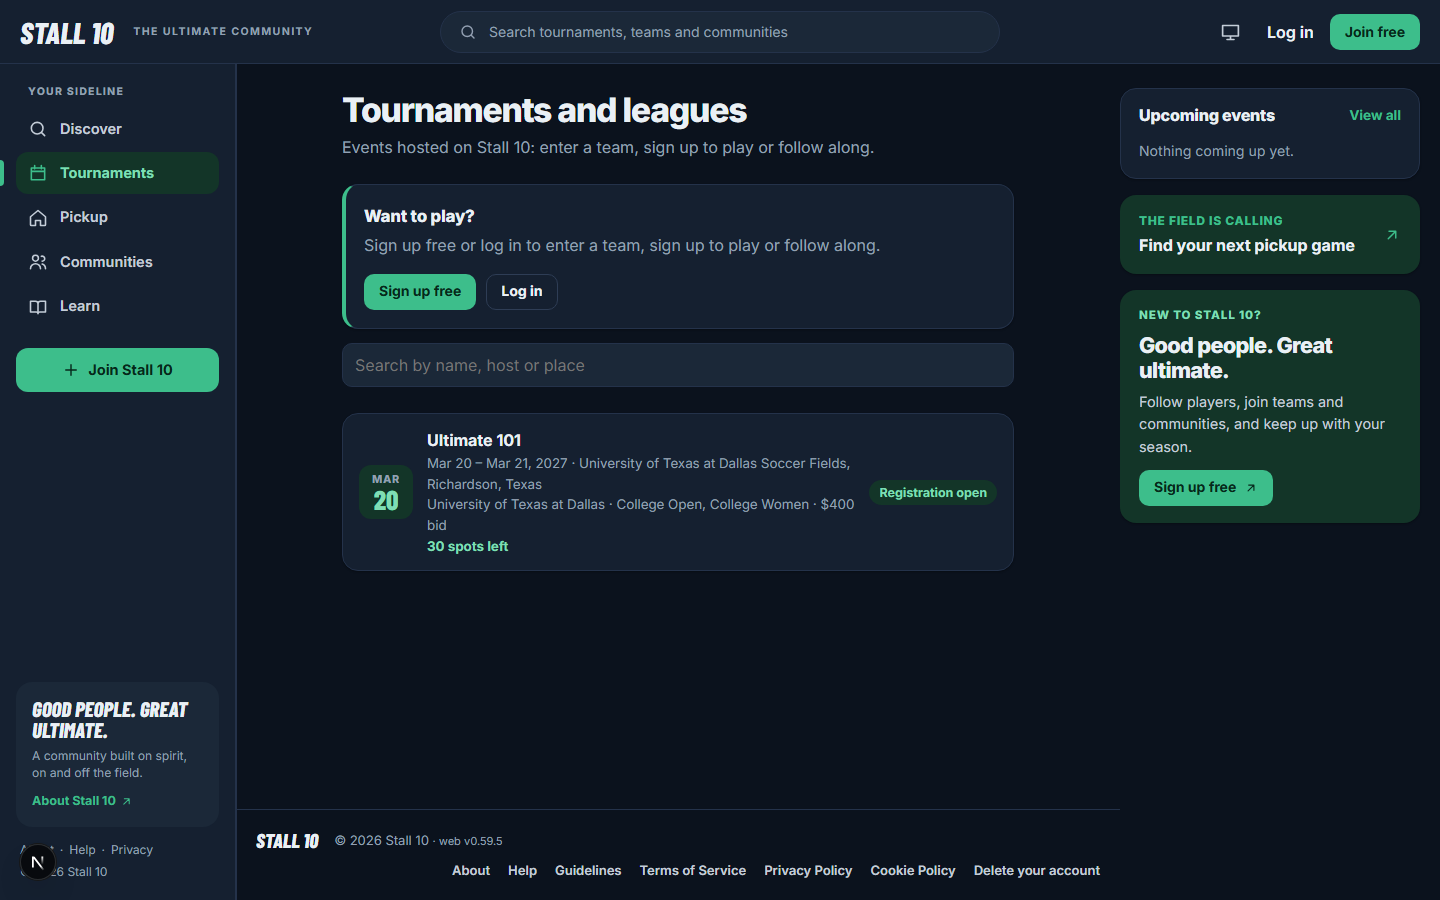 STALL 10
THE ULTIMATE COMMUNITY
Search tournaments, teams and communities
Log in
Join free
YOUR SIDELINE
Discover
Tournaments
Pickup
Communities
Learn
Join Stall 10
GOOD PEOPLE. GREAT
ULTIMATE.
A community built on spirit,
on and off the field.
About Stall 10
· Help · Privacy
Stall 10
N
Tournaments and leagues
Events hosted on Stall 10: enter a team, sign up to play or follow along.
Want to play?
Sign up free or log in to enter a team, sign up to play or follow along.
Sign up free
Log in
Search by name, host or place
MAR
20
Ultimate 101
Mar 20 – Mar 21, 2027 · University of Texas at Dallas Soccer Fields,
Richardson, Texas
University of Texas at Dallas · College Open, College Women · $400
bid
30 spots left
Registration open
Upcoming events
View all
Nothing coming up yet.
THE FIELD IS CALLING
Find your next pickup game
NEW TO STALL 10?
Good people. Great
ultimate.
Follow players, join teams and
communities, and keep up with your
season.
Sign up free
STALL 10
© 2026 Stall 10 · web v0.59.5
About
Help
Guidelines
Terms of Service
Privacy Policy
Cookie Policy
Delete your account